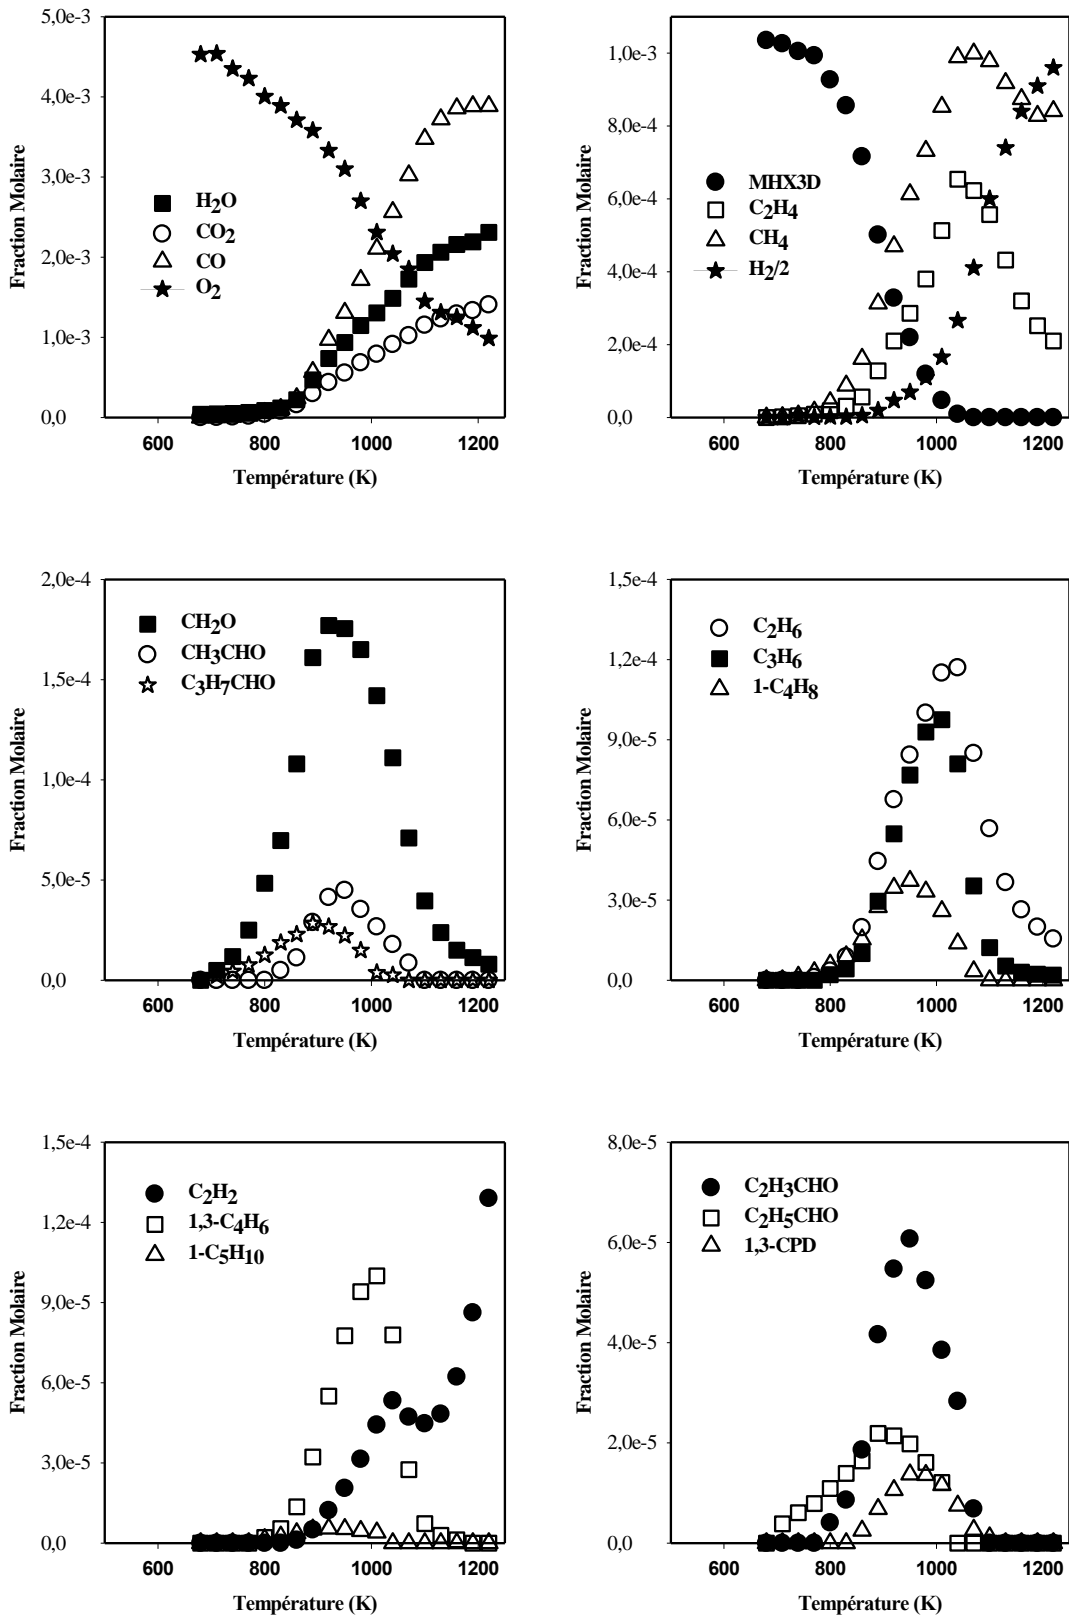 5,0e-3
4,0e-3
3,0e-3
2,0e-3
1,0e-3
0,0
Fraction Molaire
H2O
CO2
CO
O2
600 800 1000 1200
Température (K)
1,0e-3
8,0e-4
6,0e-4
4,0e-4
2,0e-4
0,0
Fraction Molaire
MHX3D
C2H4
CH4
H2/2
600 800 1000 1200
Température (K)
2,0e-4
1,5e-4
1,0e-4
5,0e-5
0,0
Fraction Molaire
CH2O
CH3CHO
C3H7CHO
600 800 1000 1200
Température (K)
1,5e-4
1,2e-4
9,0e-5
6,0e-5
3,0e-5
0,0
Fraction Molaire
C2H6
C3H6
1-C4H8
600 800 1000 1200
Température (K)
1,5e-4
1,2e-4
9,0e-5
6,0e-5
3,0e-5
0,0
Fraction Molaire
C2H2
1,3-C4H6
1-C5H10
600 800 1000 1200
Température (K)
8,0e-5
6,0e-5
4,0e-5
2,0e-5
0,0
Fraction Molaire
C2H3CHO
C2H5CHO
1,3-CPD
600 800 1000 1200
Température (K)